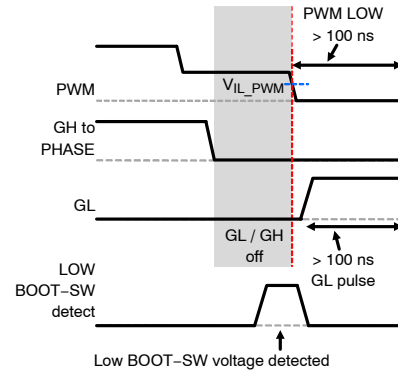 PWM LOW
> 100 ns
VIL_PWM
PWM
GH to
PHASE
GL
GL / GH
off
> 100 ns
GL pulse
LOW
BOOT−SW
detect
Low BOOT−SW voltage detected